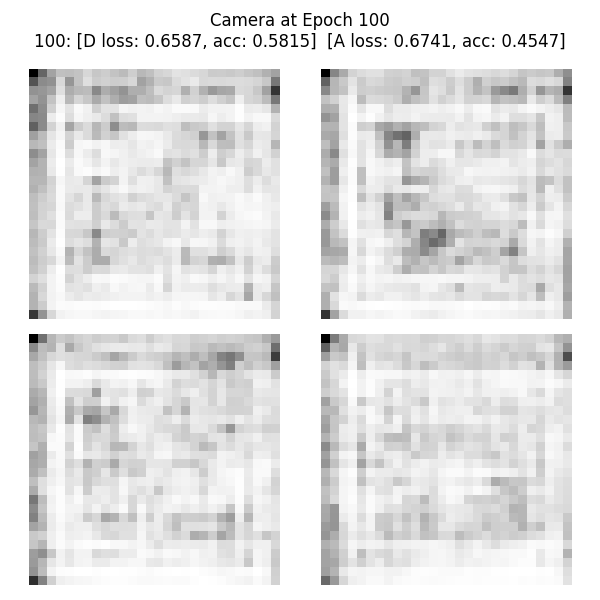 Camera at Epoch 100
100: [D loss: 0.6587, acc: 0.5815]  [A loss: 0.6741, acc: 0.4547]